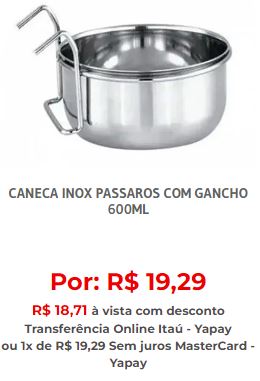 CANECA INOX PASSAROS COM GANCHO
600ML
Por: R$ 19,29
R$ 18,71 à vista com desconto
Transferência Online Itaú - Yapay
ou 1x de R$ 19,29 Sem juros MasterCard -
Yapay